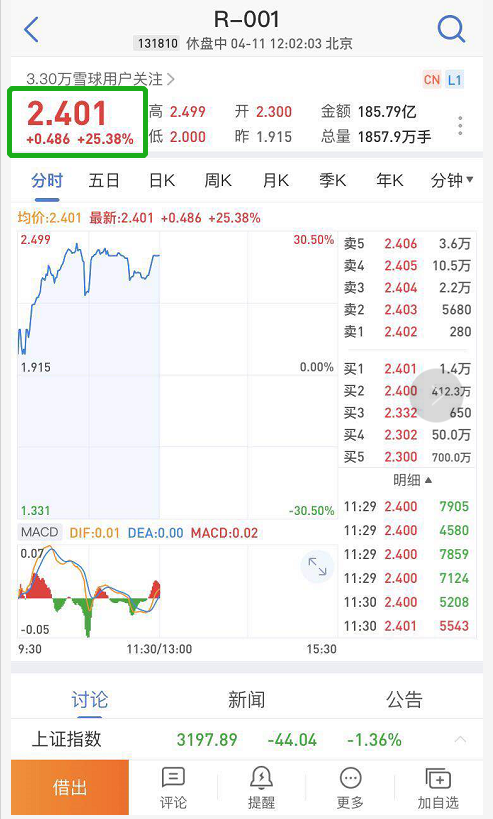 R-001
131810 休盘中 04-11 12:02:03 北京
3.30万雪球用户关注
CN L1
2.401
+0.486 +25.38%
高 2.499 开 2.300 金额 185.79亿
低 2.000 昨 1.915 总量 1857.9万手
分时 五日 日K 周K 月K 季K 年K 分钟
均价:2.401 最新:2.401 +0.486 +25.38%
2.499 30.50%
1.915 0.00%
1.331 -30.50%
卖5 2.406 3.6万
卖4 2.405 10.5万
卖3 2.404 2.2万
卖2 2.403 5680
卖1 2.402 280
买1 2.401 1.4万
买2 2.400 412.3万
买3 2.332 650
买4 2.302 50.0万
买5 2.300 700.0万
明细
11:29 2.400 7905
11:29 2.400 4580
11:29 2.400 7859
11:29 2.400 7124
11:30 2.400 5208
11:30 2.401 5543
MACD DIF:0.01 DEA:0.00 MACD:0.02
0.07
-0.05
9:30 11:30/13:00 15:30
讨论 新闻 公告
上证指数 3197.89 -44.04 -1.36%
借出 评论 提醒 更多 加自选